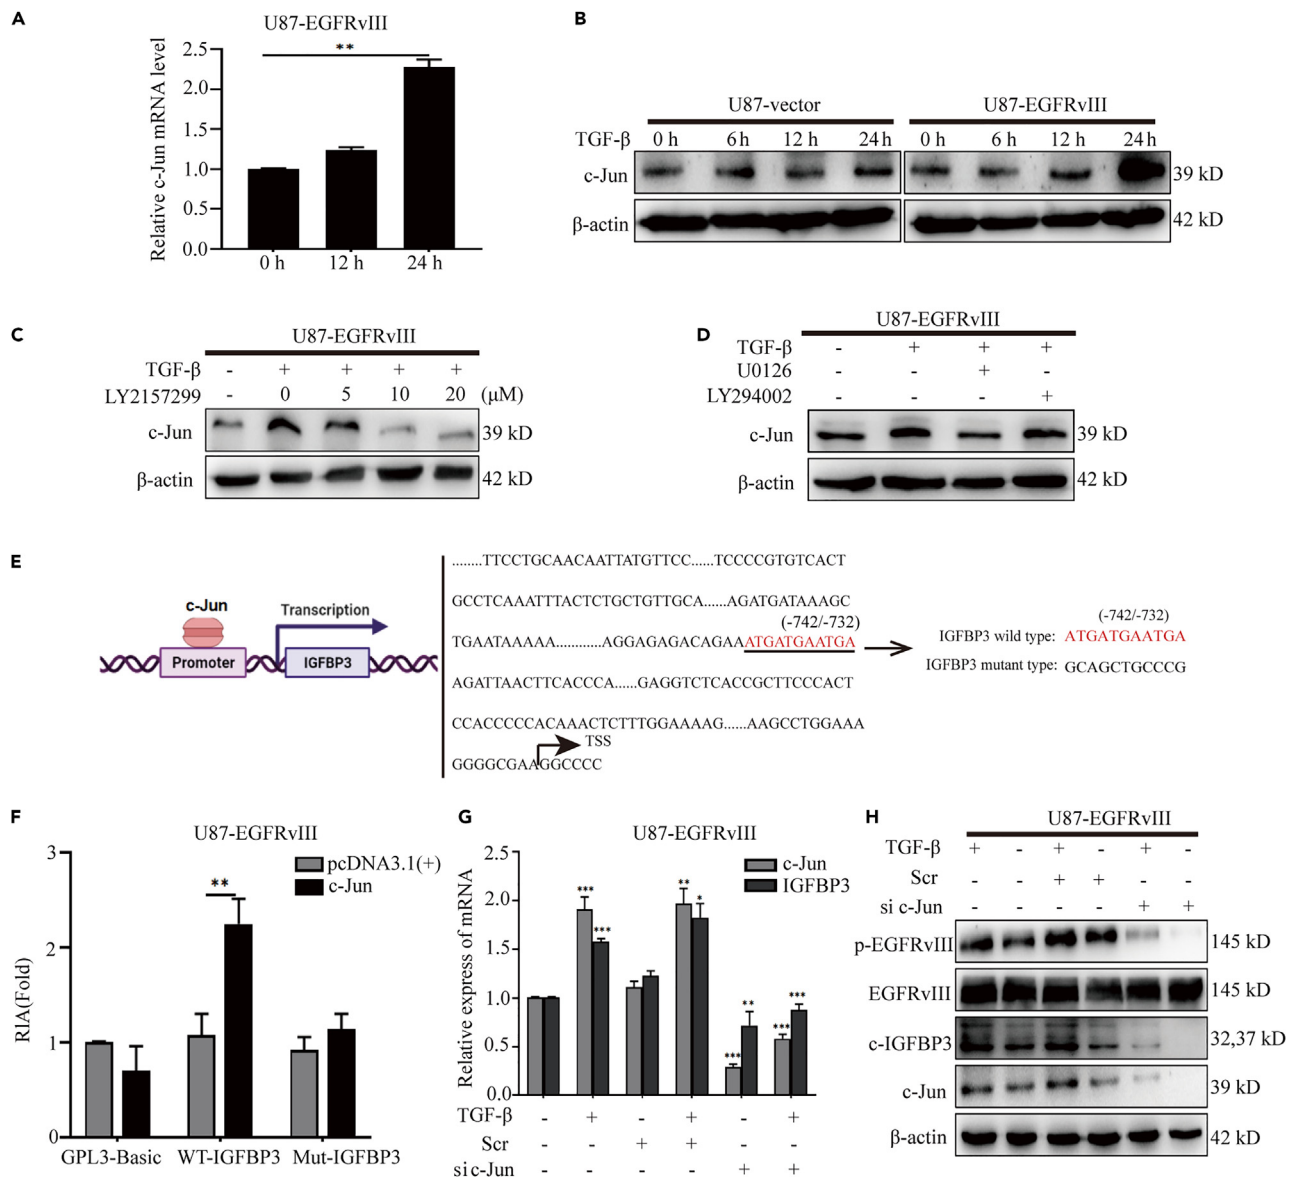 A
U87-EGFRvIII
Relative c-Jun mRNA level
2.5
2.0
1.5
1.0
0.5
0.0
**
0 h 12 h 24 h
B
U87-vector U87-EGFRvIII
TGF-β 0 h 6 h 12 h 24 h 0 h 6 h 12 h 24 h
c-Jun 39 kD
β-actin 42 kD
C
U87-EGFRvIII
TGF-β - + + + +
LY2157299 - 0 5 10 20 (μM)
c-Jun 39 kD
β-actin 42 kD
D
U87-EGFRvIII
TGF-β - + + +
U0126 - - + -
LY294002 - - - +
c-Jun 39 kD
β-actin 42 kD
E
c-Jun
Transcription
Promoter IGFBP3
........TTCCTGCAACAATTATGTTCC......TCCCCGTGTCACT
GCCTCAAATTTACTCTGCTGTTGCA......AGATGATAAAGC
(-742/-732)
TGAATAAAAA............AGGAGAGACAGAAATGATGAATGA
AGATTAACTTCACCCA......GAGGTCTCACCGCTTCCCACT
CCACCCCCACAAACTCTTTGGAAAAG......AAGCCTGGAAA
TSS
GGGGCGAAGGCCCC
(-742/-732)
IGFBP3 wild type: ATGATGAATGA
IGFBP3 mutant type: GCAGCTGCCCG
F
U87-EGFRvIII
RIA(Fold)
3
2
1
0
pcDNA3.1(+)
c-Jun
**
GPL3-Basic WT-IGFBP3 Mut-IGFBP3
G
U87-EGFRvIII
Relative express of mRNA
2.5
2.0
1.5
1.0
0.5
0.0
c-Jun
IGFBP3
*** *** ** * *** ** *** ***
TGF-β - + - + - +
Scr - - + + - -
si c-Jun - - - - + +
H
U87-EGFRvIII
TGF-β + - + - + -
Scr - - + + - -
si c-Jun - - - - + +
p-EGFRvIII 145 kD
EGFRvIII 145 kD
c-IGFBP3 32,37 kD
c-Jun 39 kD
β-actin 42 kD